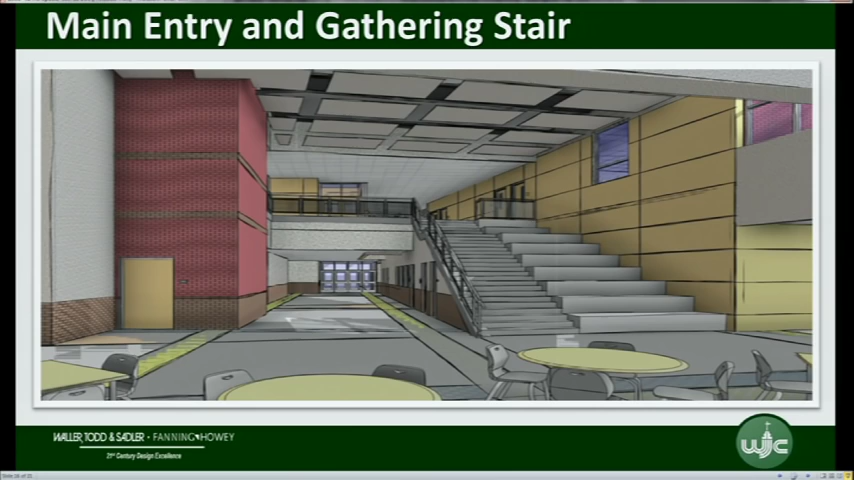 Main Entry and Gathering Stair
WALLER, TODD & SADLER • FANNING HOWEY
21st Century Design Excellence
wjc